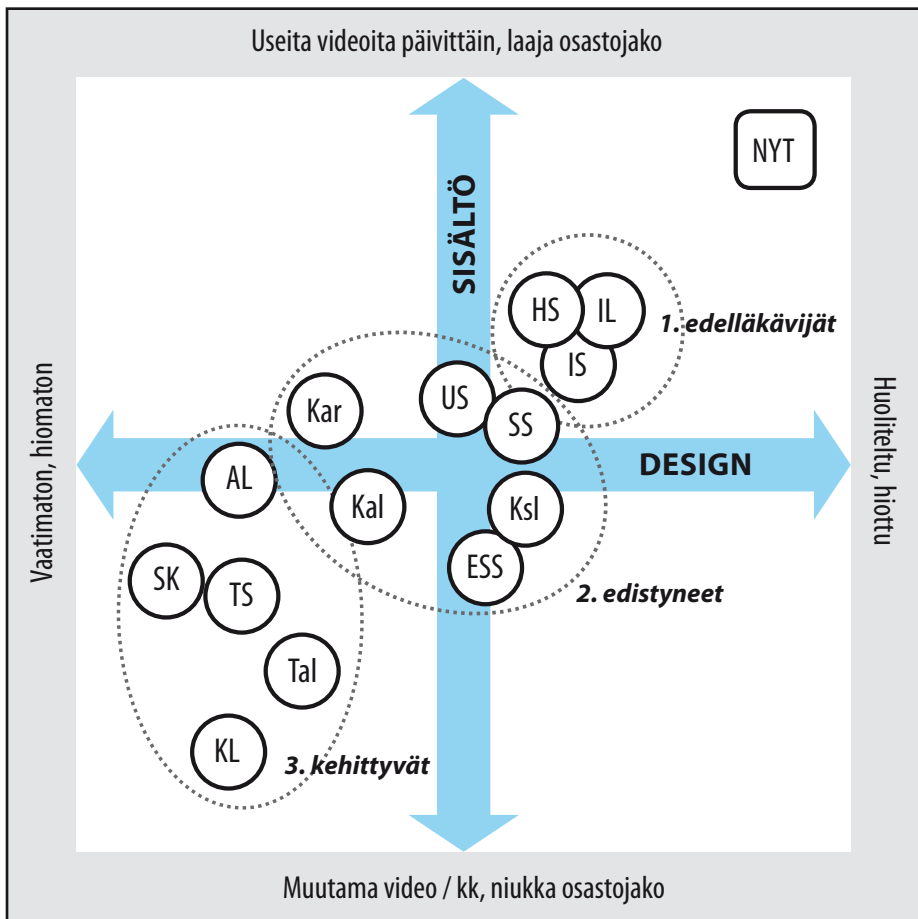 Useita videoita päivittäin, laaja osastojako
NYT
SISÄLTÖ
HS
IL
1. edelläkävijät
IS
US
Kar
SS
Vaatimaton, hiomaton
DESIGN
Huoliteltu, hiottu
AL
Kal
Ksl
ESS
SK
TS
2. edistyneet
Tal
KL
3. kehittyvät
Muutama video / kk, niukka osastojako